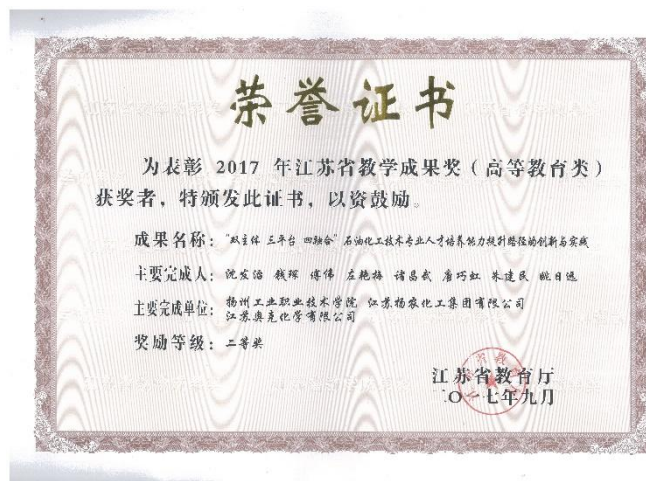 荣誉证书
为表彰 2017 年江苏省教学成果奖（高等教育类）
获奖者，特颁发此证书，以资鼓励。
成果名称："双主体 三平台 四融合"石油化工技术专业人才培养能力提升路径的创新与实践
主要完成人：沈发治 钱琛 傅伟 左艳梅 诸昌武 唐巧虹 朱建民 姚日远
主要完成单位：扬州工业职业技术学院 江苏扬农化工集团有限公司
江苏奥克化学有限公司
奖励等级：二等奖
江苏省教育厅
二〇一七年九月